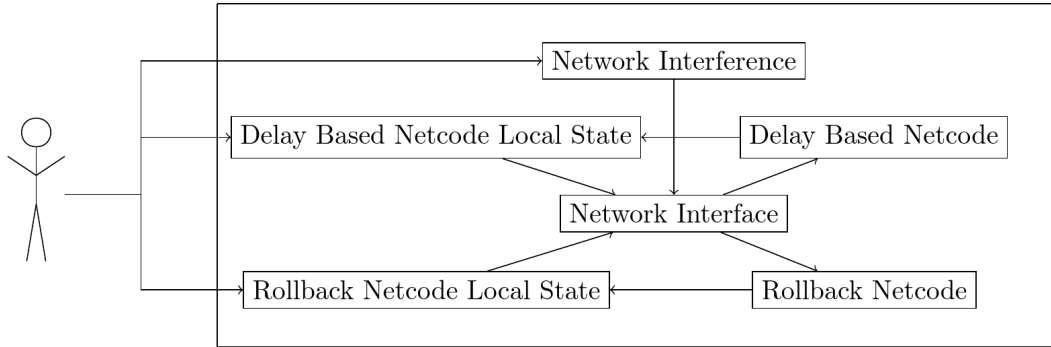 Network Interference
Delay Based Netcode Local State
Delay Based Netcode
Network Interface
Rollback Netcode Local State
Rollback Netcode